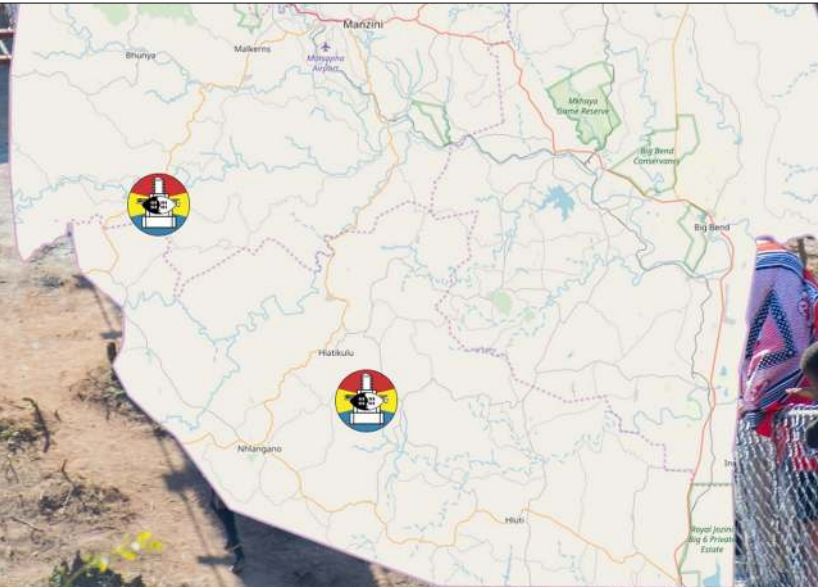 Manzini
Bhunya
Malkerns
Matsapha
Airport
Mkhaya
Game Reserve
Big Bend
Conservancy
Big Bend
Hlatikulu
Nhlangano
Hluti
Royal Jozini
Big 6 Private
Estate